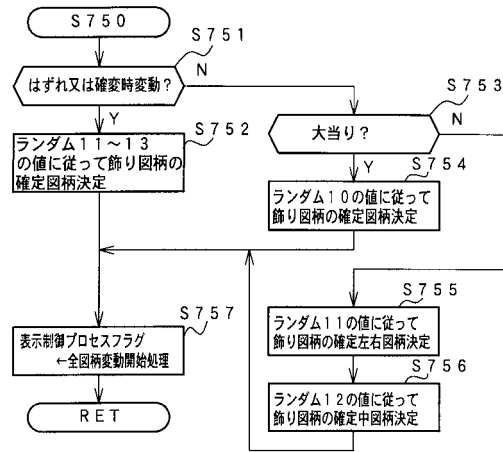 S750
S751
はずれ又は確変時変動?
N
Y
S752
ランダム11~13
の値に従って飾り図柄の
確定図柄決定
S753
大当り?
N
Y
S754
ランダム10の値に従って
飾り図柄の確定図柄決定
S755
ランダム11の値に従って
飾り図柄の確定左右図柄決定
S756
ランダム12の値に従って
飾り図柄の確定中図柄決定
S757
表示制御プロセスフラグ
←全図柄変動開始処理
RET